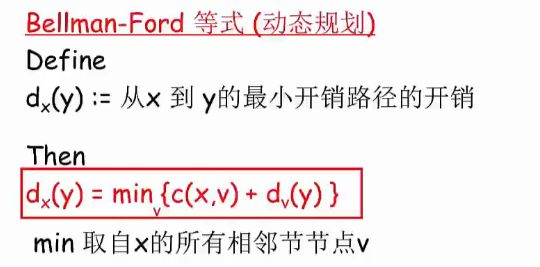 Bellman-Ford 等式 (动态规划)
Define
dₓ(y) := 从x 到 y的最小开销路径的开销
Then
dₓ(y) = minᵥ{c(x,v) + dᵥ(y) }
min 取自x的所有相邻节节点v